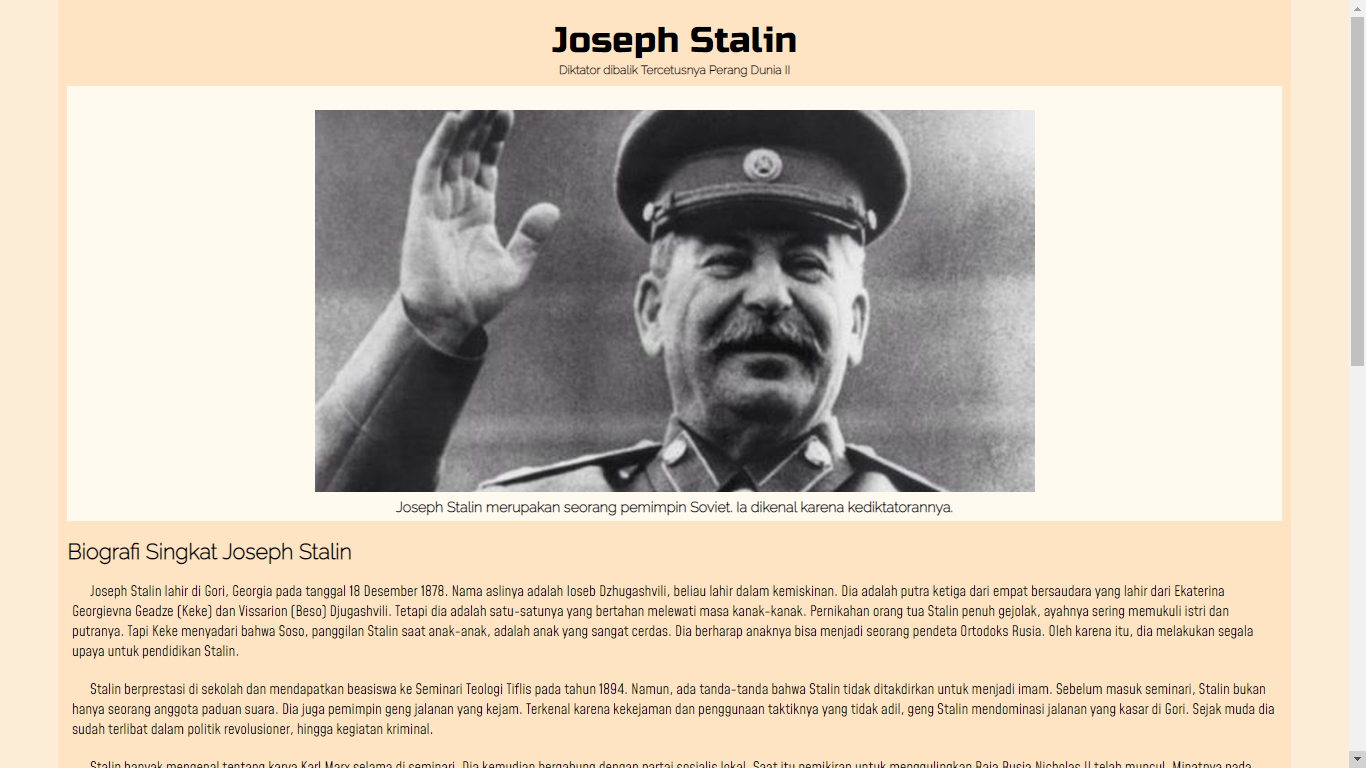 Joseph Stalin
Diktator dibalik Tercetusnya Perang Dunia II
Joseph Stalin merupakan seorang pemimpin Soviet. Ia dikenal karena kediktatorannya.
Biografi Singkat Joseph Stalin
Joseph Stalin lahir di Gori, Georgia pada tanggal 18 Desember 1878. Nama aslinya adalah Ioseb Dzhugashvili, beliau lahir dalam kemiskinan. Dia adalah putra ketiga dari empat bersaudara yang lahir dari Ekaterina
Georgievna Geadze (Keke) dan Vissarion (Beso) Djugashvili. Tetapi dia adalah satu-satunya yang bertahan melewati masa kanak-kanak. Pernikahan orang tua Stalin penuh gejolak, ayahnya sering memukuli istri dan
putranya. Tapi Keke menyadari bahwa Soso, panggilan Stalin saat anak-anak, adalah anak yang sangat cerdas. Dia berharap anaknya bisa menjadi seorang pendeta Ortodoks Rusia. Oleh karena itu, dia melakukan segala
upaya untuk pendidikan Stalin.
Stalin berprestasi di sekolah dan mendapatkan beasiswa ke Seminari Teologi Tiflis pada tahun 1894. Namun, ada tanda-tanda bahwa Stalin tidak ditakdirkan untuk menjadi imam. Sebelum masuk seminari, Stalin bukan
hanya seorang anggota paduan suara. Dia juga pemimpin geng jalanan yang kejam. Terkenal karena kekejaman dan penggunaan taktiknya yang tidak adil, geng Stalin mendominasi jalanan yang kasar di Gori. Sejak muda dia
sudah terlibat dalam politik revolusioner, hingga kegiatan kriminal.
Stalin banyak mengenal tentang karya Karl Marx selama di seminari. Dia kemudian bergabung dengan partai sosialis lokal. Saat itu pemikiran untuk menggulingkan Raja Rusia Nicholas II telah muncul. Minatnya pada